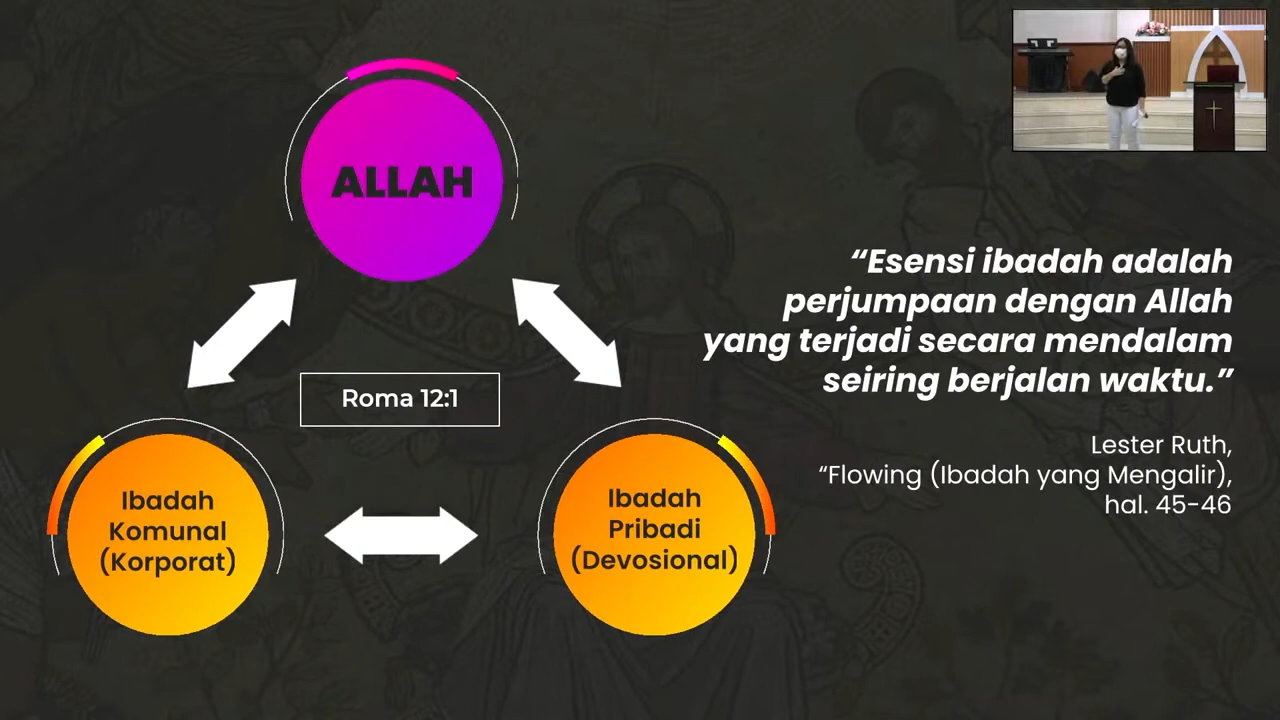 ALLAH
Roma 12:1
Ibadah
Komunal
(Korporat)
Ibadah
Pribadi
(Devosional)
“Esensi ibadah adalah
perjumpaan dengan Allah
yang terjadi secara mendalam
seiring berjalan waktu.”
Lester Ruth,
“Flowing (Ibadah yang Mengalir),
hal. 45-46